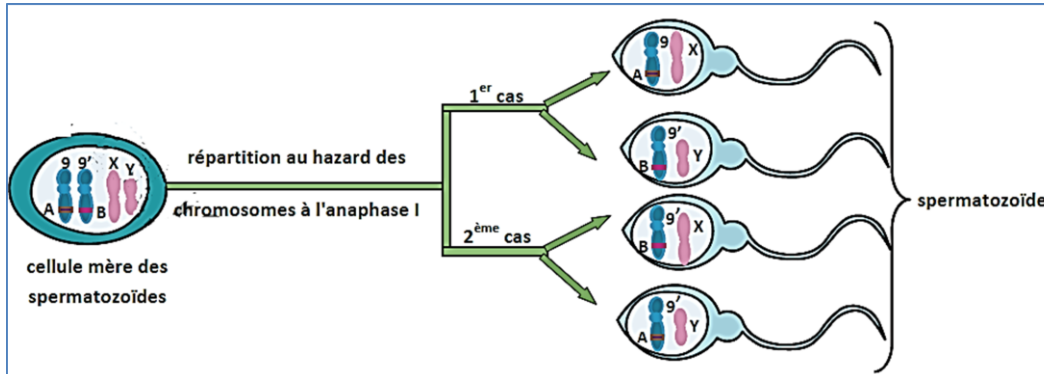 9 9' X Y
A B
cellule mère des
spermatozoïdes
répartition au hazard des
chromosomes à l'anaphase I
1er cas
2ème cas
9 X
A
9'
B Y
9'
B X
9'
A Y
spermatozoïde